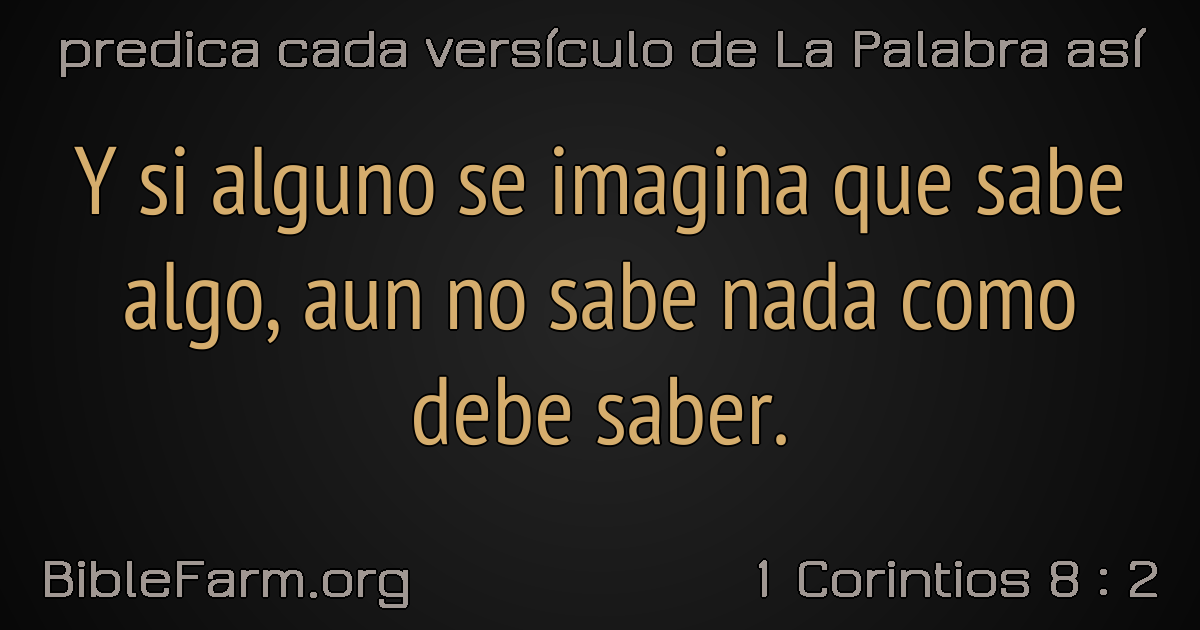 predica cada versículo de La Palabra así
Y si alguno se imagina que sabe
algo, aun no sabe nada como
debe saber.
BibleFarm.org
1 Corintios 8 : 2